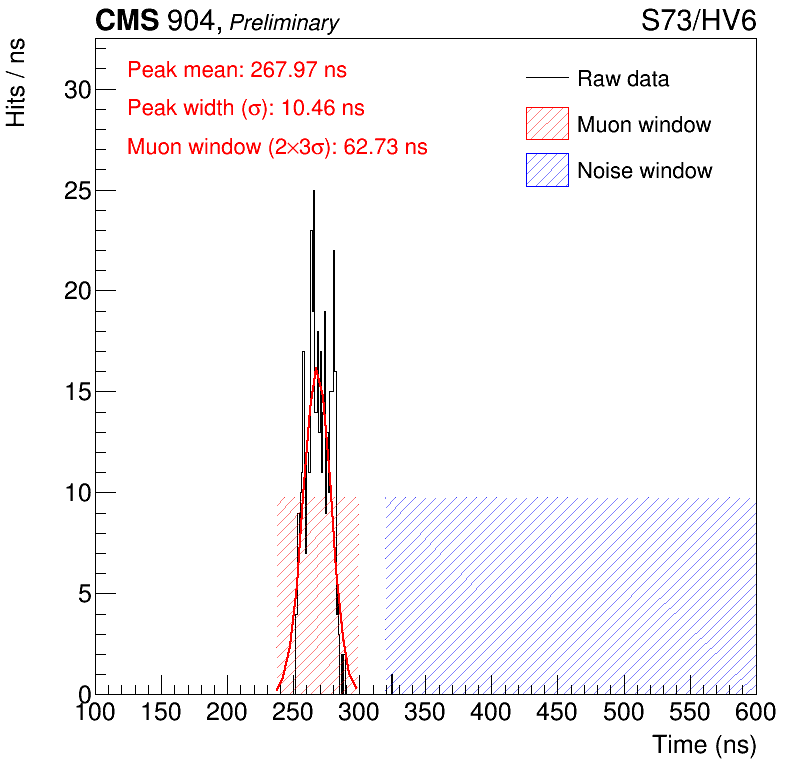 CMS 904, Preliminary S73/HV6
Hits / ns
Peak mean: 267.97 ns
Peak width (σ): 10.46 ns
Muon window (2×3σ): 62.73 ns
Raw data
Muon window
Noise window
30
25
20
15
10
5
0
100 150 200 250 300 350 400 450 500 550 600
Time (ns)